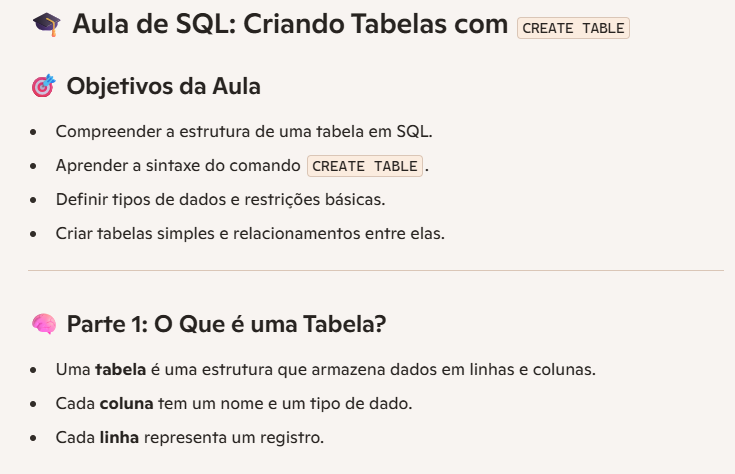 🎓 Aula de SQL: Criando Tabelas com CREATE TABLE
🎯 Objetivos da Aula
• Compreender a estrutura de uma tabela em SQL.
• Aprender a sintaxe do comando CREATE TABLE.
• Definir tipos de dados e restrições básicas.
• Criar tabelas simples e relacionamentos entre elas.
🧠 Parte 1: O Que é uma Tabela?
• Uma tabela é uma estrutura que armazena dados em linhas e colunas.
• Cada coluna tem um nome e um tipo de dado.
• Cada linha representa um registro.